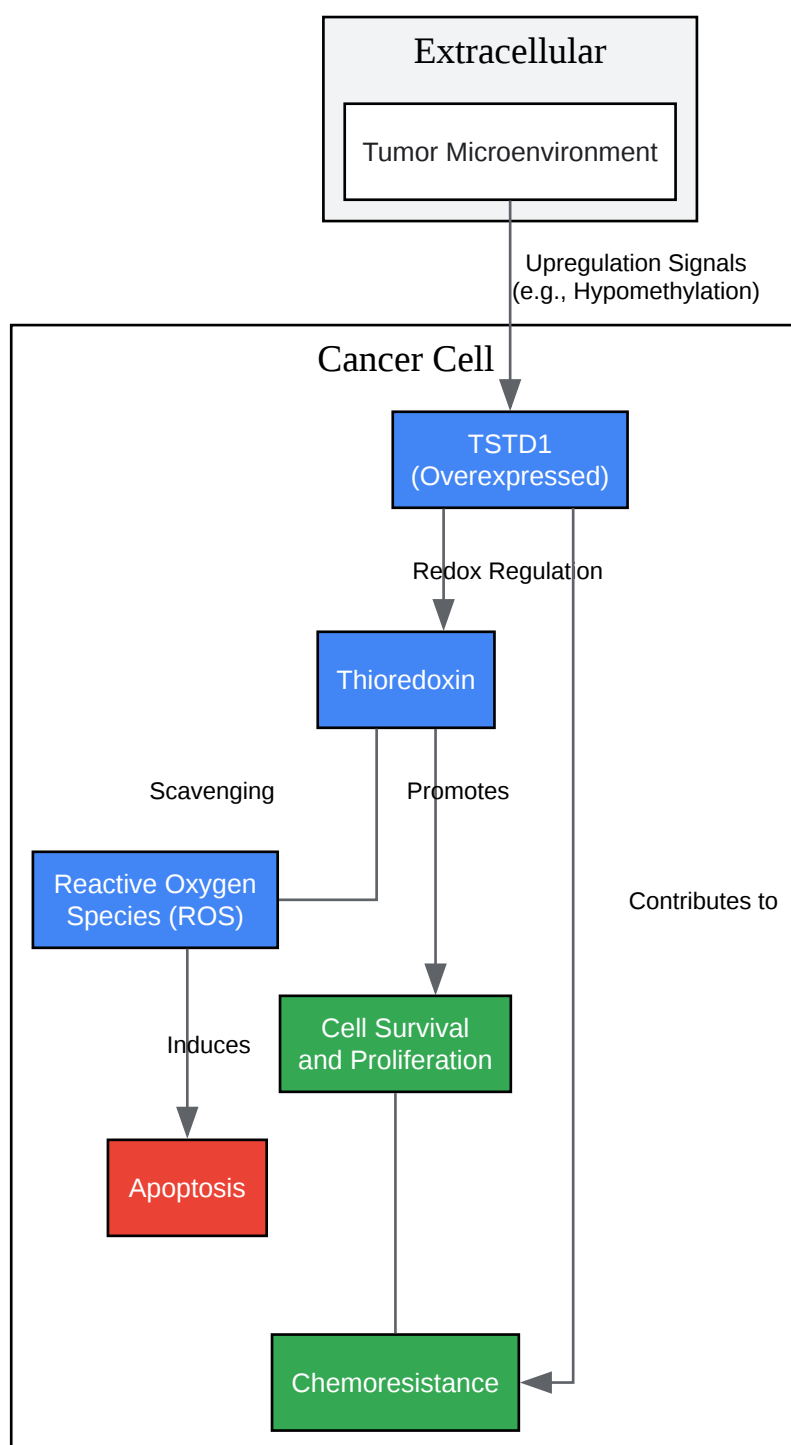 Extracellular
Tumor Microenvironment
Upregulation Signals
(e.g., Hypomethylation)
Cancer Cell
TSTD1
(Overexpressed)
Redox Regulation
Thioredoxin
Scavenging
Promotes
Reactive Oxygen
Species (ROS)
Contributes to
Cell Survival
and Proliferation
Induces
Apoptosis
Chemoresistance